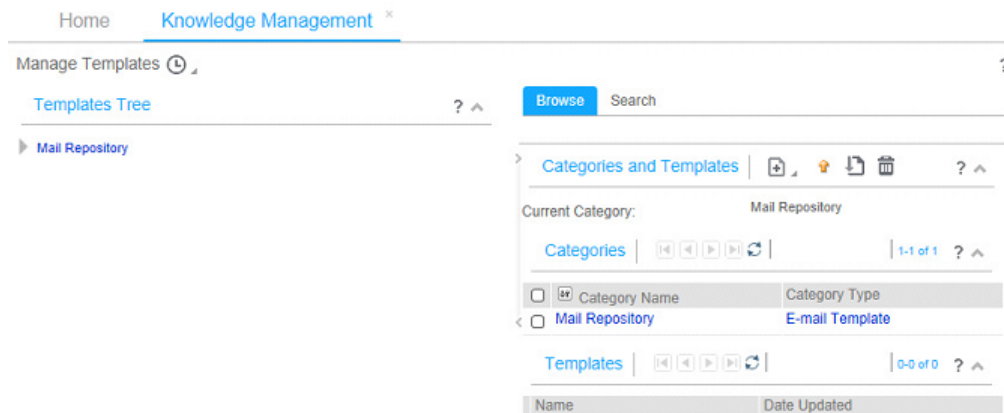 Home Knowledge Management ×
Manage Templates
?
Templates Tree ?
Mail Repository
Browse Search
Categories and Templates ?
Current Category: Mail Repository
Categories 1-1 of 1 ?
Category Name Category Type
Mail Repository E-mail Template
Templates 0-0 of 0 ?
Name Date Updated